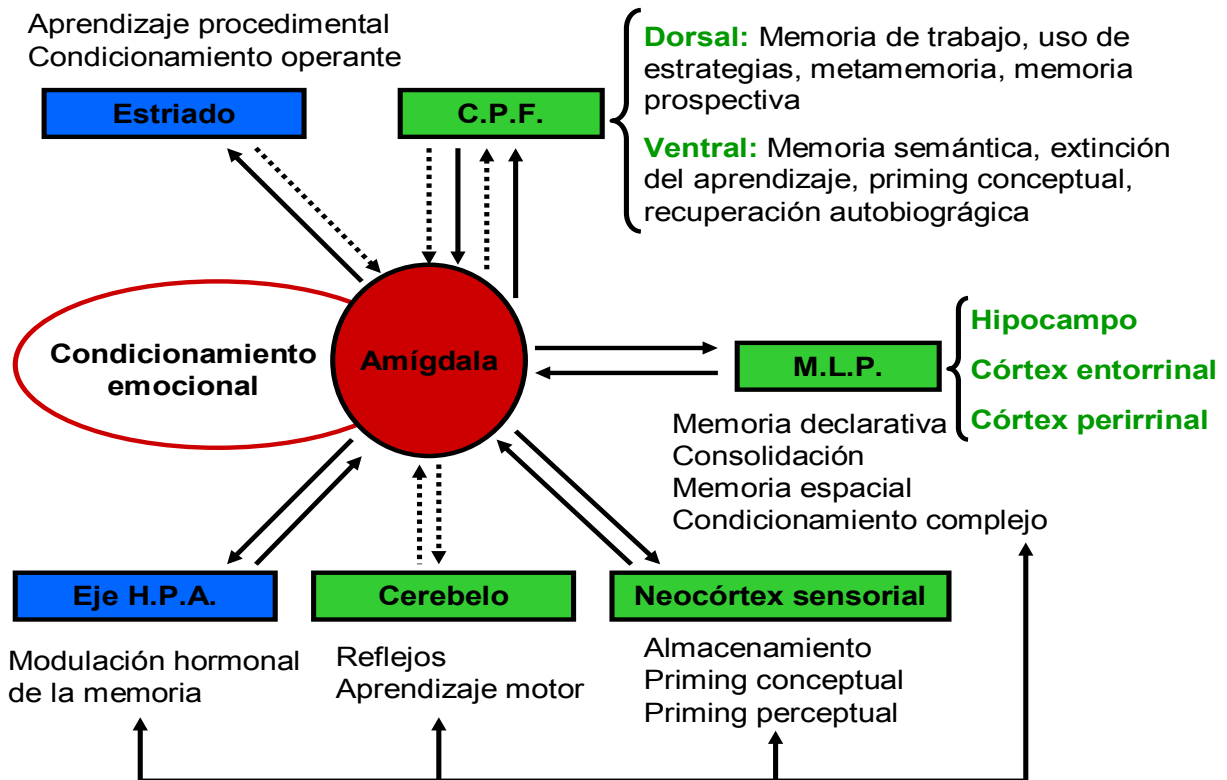 Aprendizaje procedimental
Condicionamiento operante
Estriado
C.P.F.
Dorsal: Memoria de trabajo, uso de
estrategias, metamemoria, memoria
prospectiva
Ventral: Memoria semántica, extinción
del aprendizaje, priming conceptual,
recuperación autobiográgica
Condicionamiento
emocional
Amígdala
M.L.P.
Hipocampo
Córtex entorrinal
Córtex perirrinal
Memoria declarativa
Consolidación
Memoria espacial
Condicionamiento complejo
Eje H.P.A.
Modulación hormonal
de la memoria
Cerebelo
Reflejos
Aprendizaje motor
Neocórtex sensorial
Almacenamiento
Priming conceptual
Priming perceptual